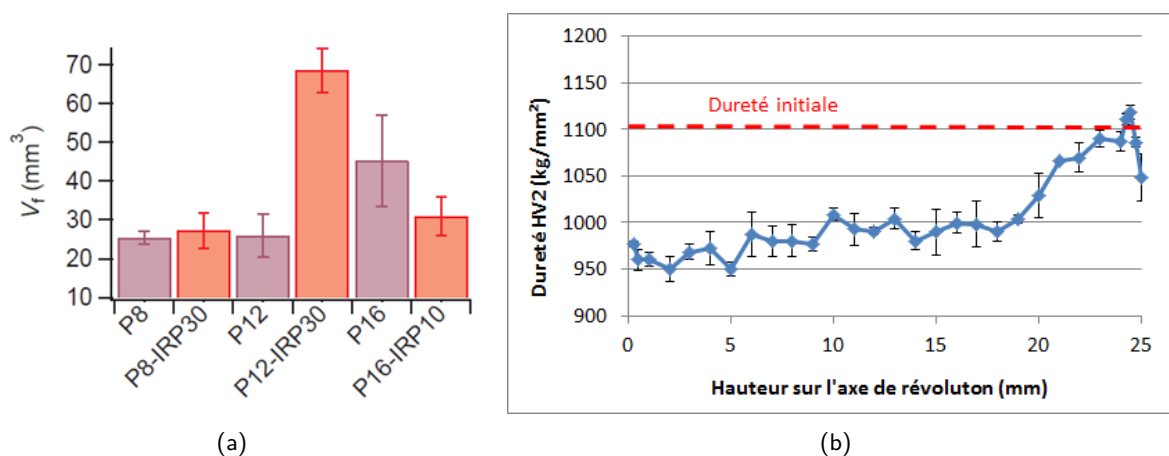 V_f (mm³)
70
60
50
40
30
20
10
P8
P8-IRP30
P12
P12-IRP30
P16
P16-IRP10
(a)
Dureté HV2 (kg/mm²)
1200
1150
1100
1050
1000
950
900
Dureté initiale
0
5
10
15
20
25
Hauteur sur l'axe de révoluton (mm)
(b)